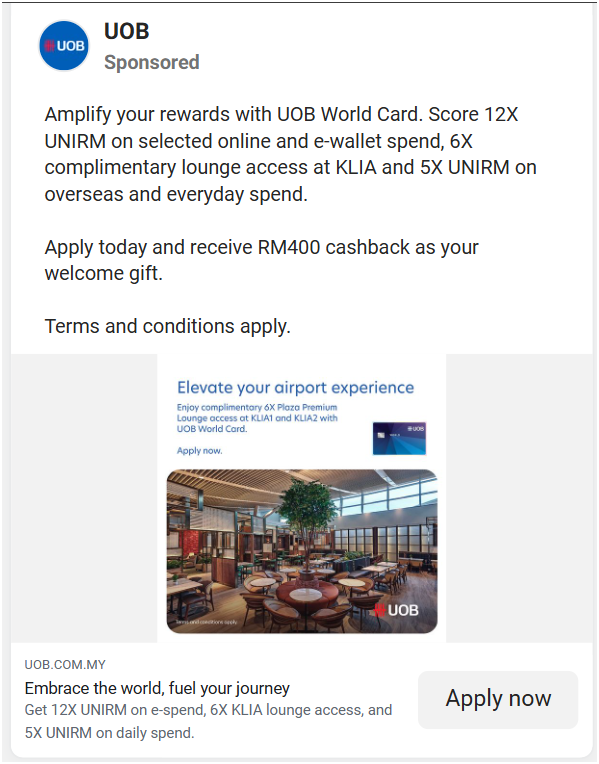 UOB
UOB
Sponsored
Amplify your rewards with UOB World Card. Score 12X
UNIRM on selected online and e-wallet spend, 6X
complimentary lounge access at KLIA and 5X UNIRM on
overseas and everyday spend.
Apply today and receive RM400 cashback as your
welcome gift.
Terms and conditions apply.
Elevate your airport experience
Enjoy complimentary 6X Plaza Premium
Lounge access at KLIA1 and KLIA2 with
UOB World Card.
UOB
Apply now.
UOB
Terms and conditions apply.
UOB.COM.MY
Embrace the world, fuel your journey
Get 12X UNIRM on e-spend, 6X KLIA lounge access, and
5X UNIRM on daily spend.
Apply now